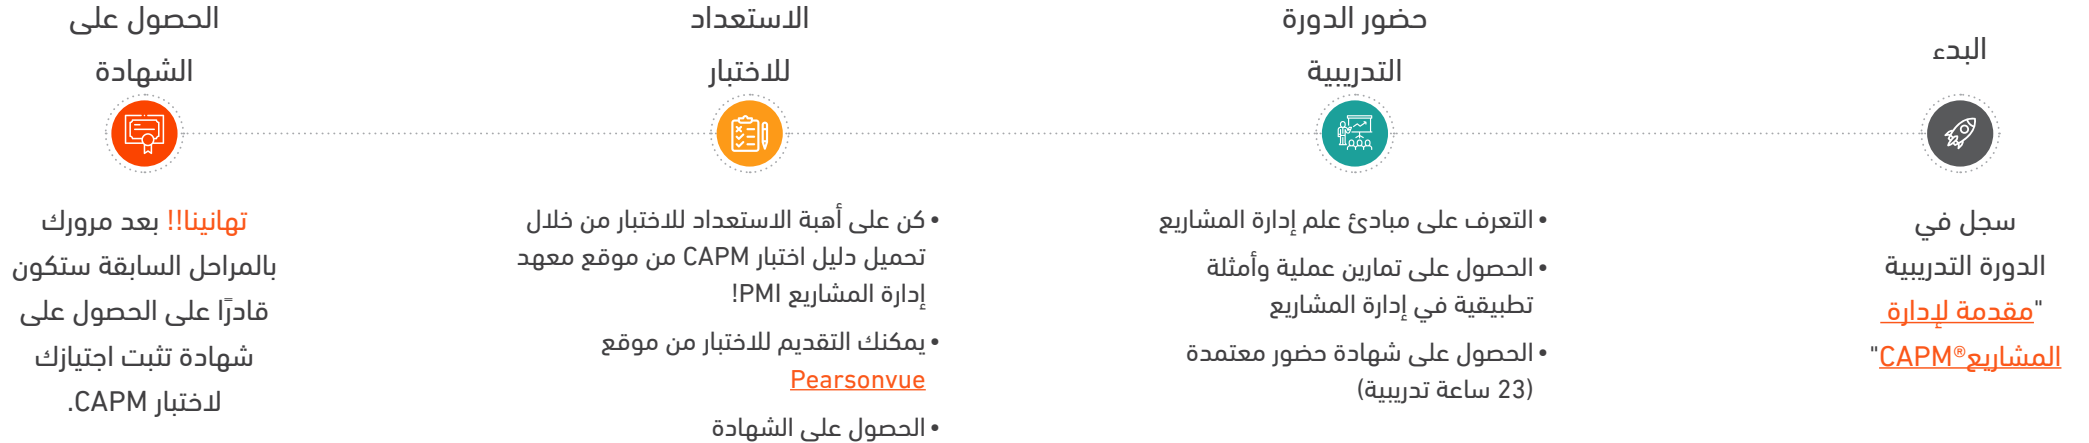 البدء
سجل في
الدورة التدريبية
"مقدمة لإدارة
المشاريع®CAPM"
حضور الدورة
التدريبية
• التعرف على مبادئ علم إدارة المشاريع
• الحصول على تمارين عملية وأمثلة
تطبيقية في إدارة المشاريع
• الحصول على شهادة حضور معتمدة
(23 ساعة تدريبية)
الاستعداد
للاختبار
• كن على أهبة الاستعداد للاختبار من خلال
تحميل دليل اختبار CAPM من موقع معهد
إدارة المشاريع PMI!
• يمكنك التقديم للاختبار من موقع
Pearsonvue
• الحصول على الشهادة
الحصول على
الشهادة
تهانينا!! بعد مرورك
بالمراحل السابقة ستكون
قادرًا على الحصول على
شهادة تثبت اجتيازك
لاختبار CAPM.